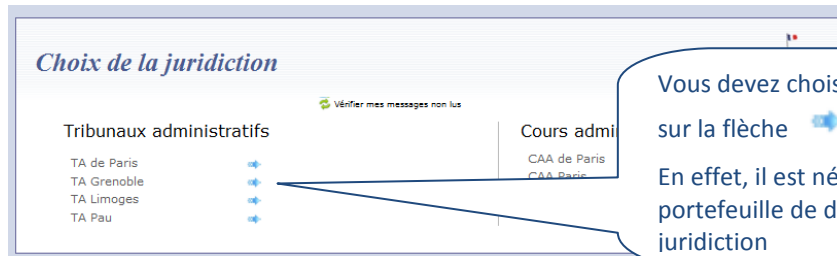 Choix de la juridiction
Vérifier mes messages non lus
Tribunaux administratifs
TA de Paris
TA Grenoble
TA Limoges
TA Pau
Cours admi
CAA de Paris
CAA Paris
Vous devez chois
sur la flèche
En effet, il est né
portefeuille de d
juridiction